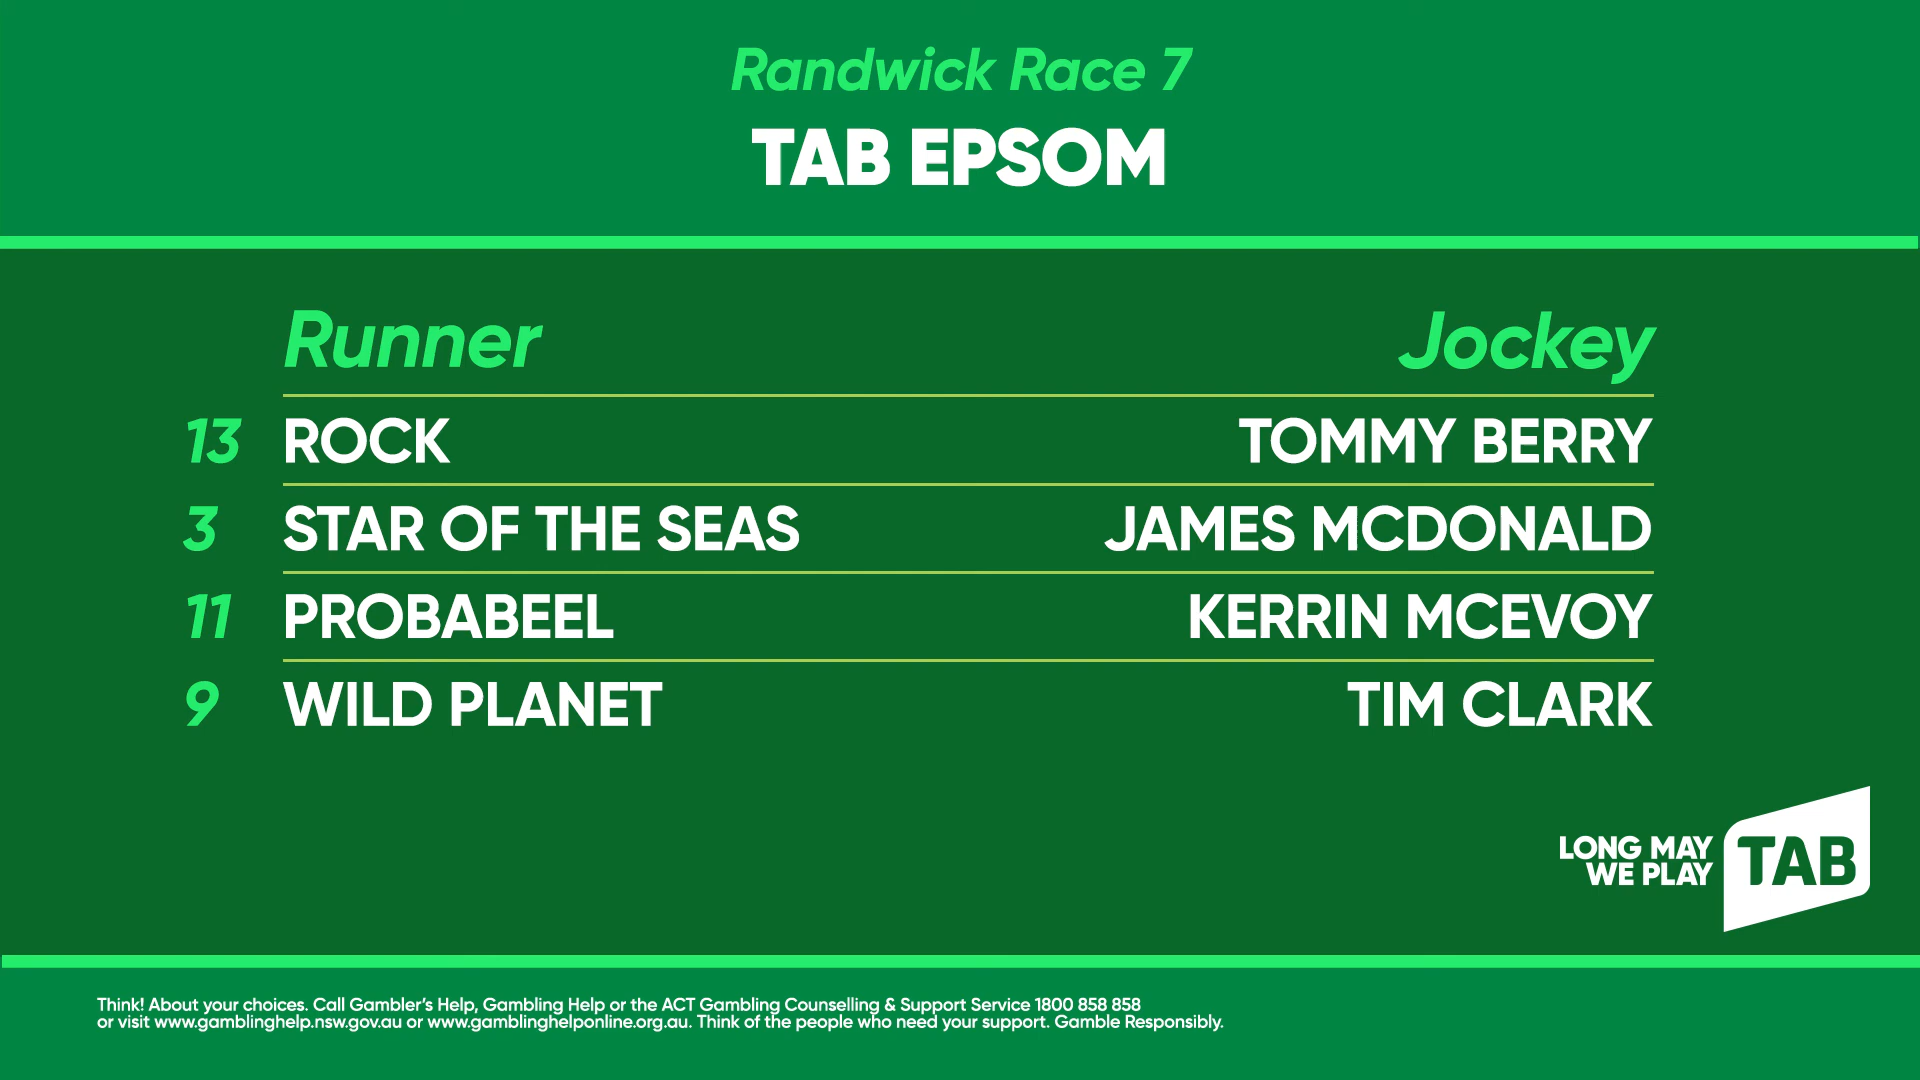 Randwick Race 7
TAB EPSOM
Runner Jockey
13 ROCK TOMMY BERRY
3 STAR OF THE SEAS JAMES MCDONALD
11 PROBABEEL KERRIN MCEVOY
9 WILD PLANET TIM CLARK
LONG MAY
WE PLAY
TAB
Think! About your choices. Call Gambler's Help, Gambling Help or the ACT Gambling Counselling & Support Service 1800 858 858
or visit www.gamblinghelp.nsw.gov.au or www.gamblinghelponline.org.au. Think of the people who need your support. Gamble Responsibly.